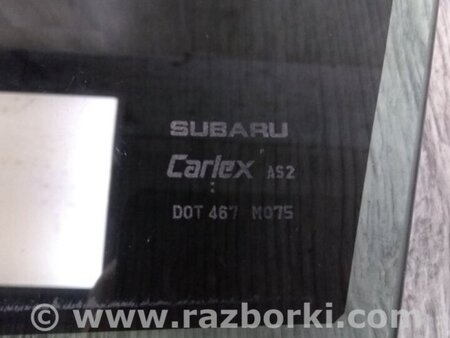 SUBARU
Carlex AS2
DOT 467 M075
© www.razborki.com